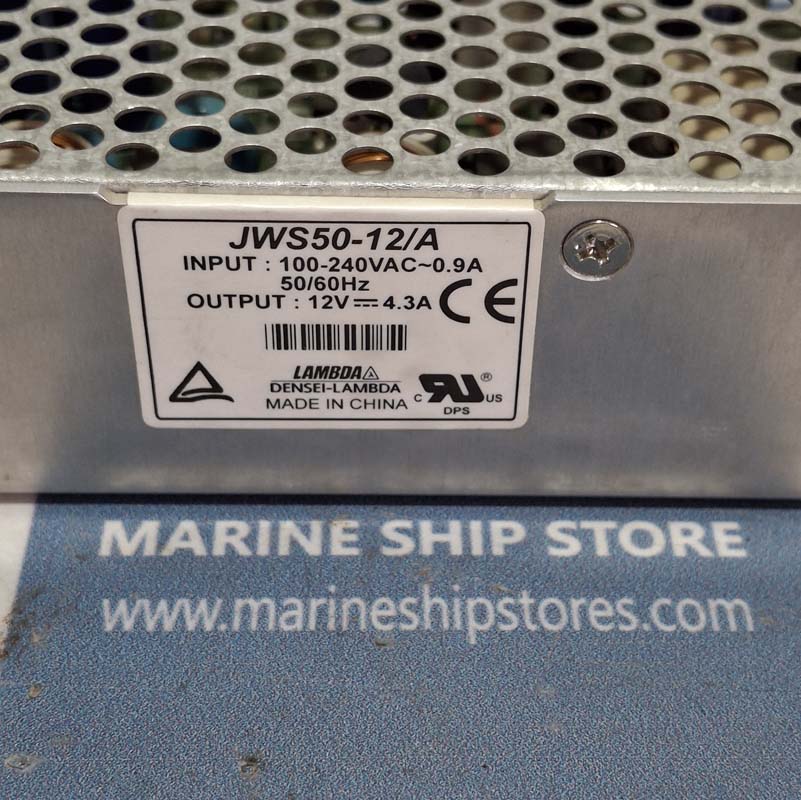 JWS50-12/A
INPUT : 100-240VAC~0.9A
50/60Hz
OUTPUT : 12V⎓4.3A CE
LAMBDA
DENSEI-LAMBDA
MADE IN CHINA
C RU ® US
DPS
MARINE SHIP STORE
www.marineshipstores.com